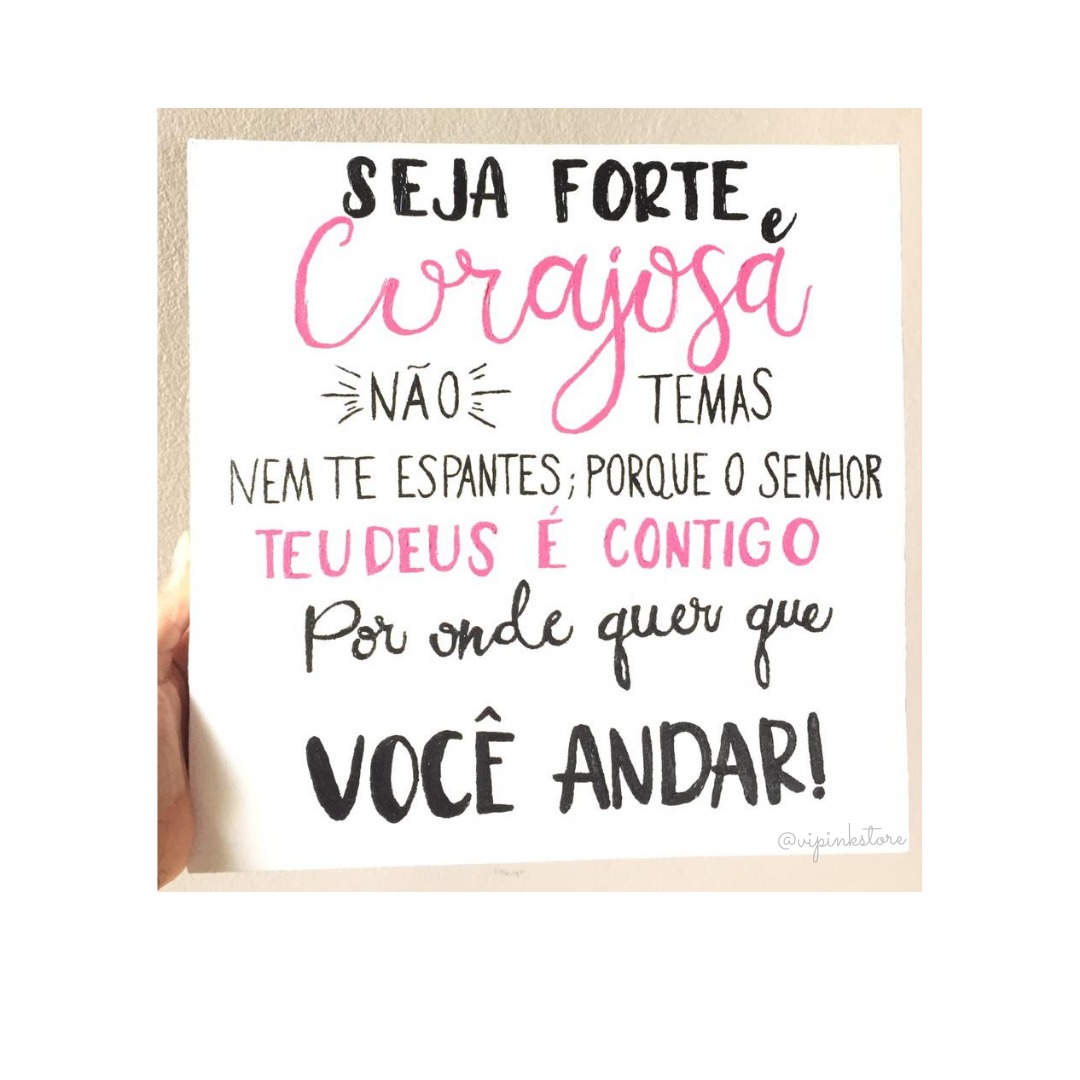 SEJA FORTE e
Corajosa
NÃO TEMAS
NEM TE ESPANTES; PORQUE O SENHOR
TEU DEUS É CONTIGO
Por onde quer que
VOCÊ ANDAR!
@vipinkstore